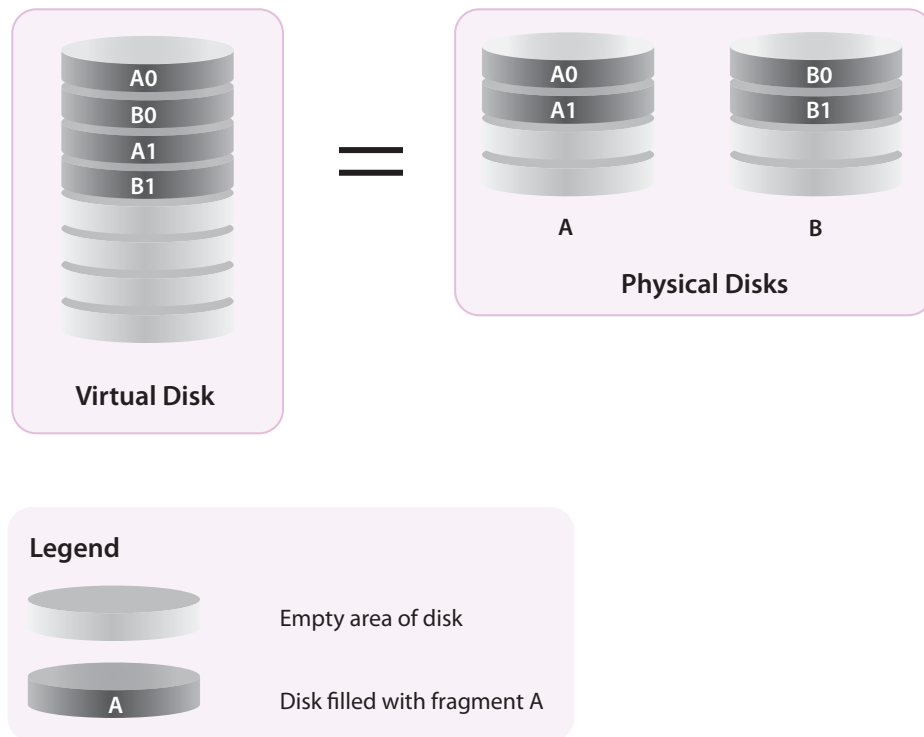 A0
B0
A1
B1
Virtual Disk
=
A0
A1
A
B0
B1
B
Physical Disks
Legend
Empty area of disk
A
Disk filled with fragment A